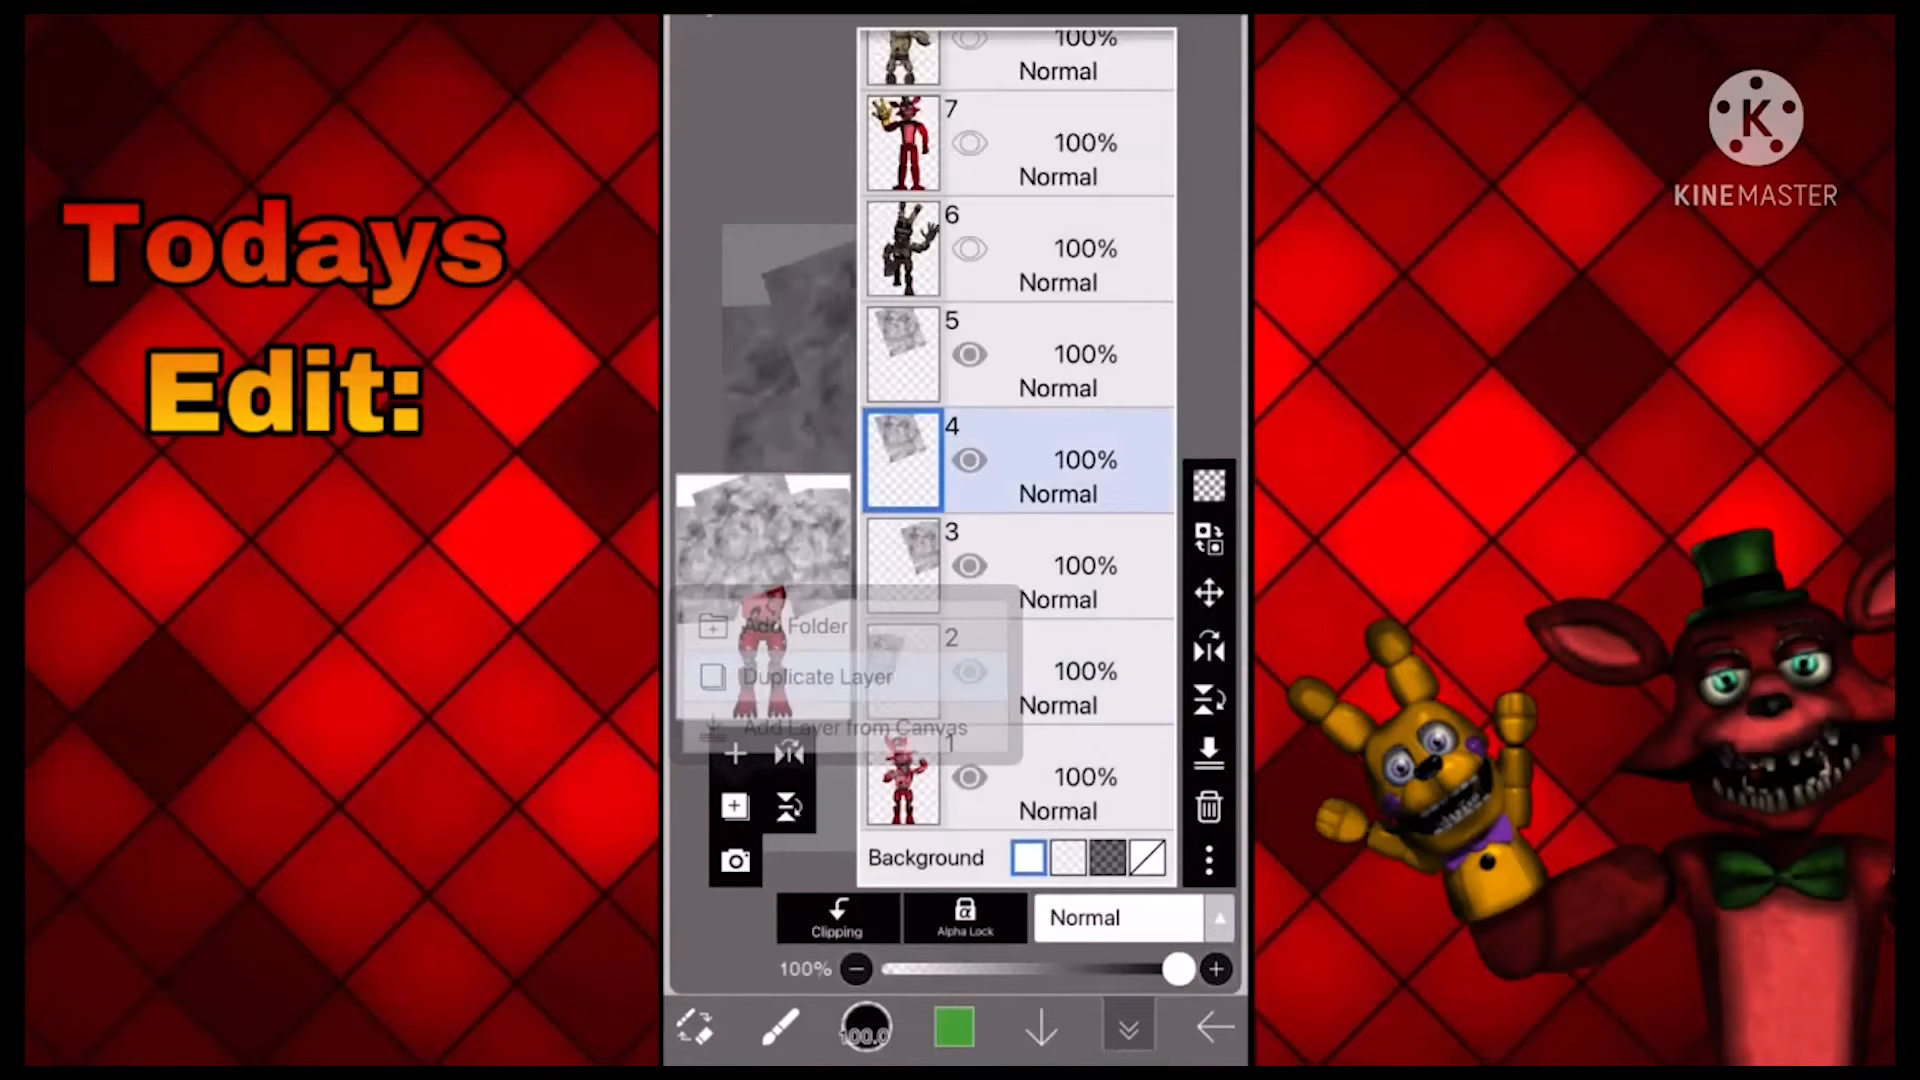 Todays
Edit:
100%
Normal
7
100%
Normal
6
100%
Normal
5
100%
Normal
4
100%
Normal
3
100%
Normal
2
100%
Normal
1
100%
Normal
Add Folder
Duplicate Layer
Add Layer from Canvas
Background
Clipping
α
Alpha Lock
Normal
100%
100.0
K
KINEMASTER